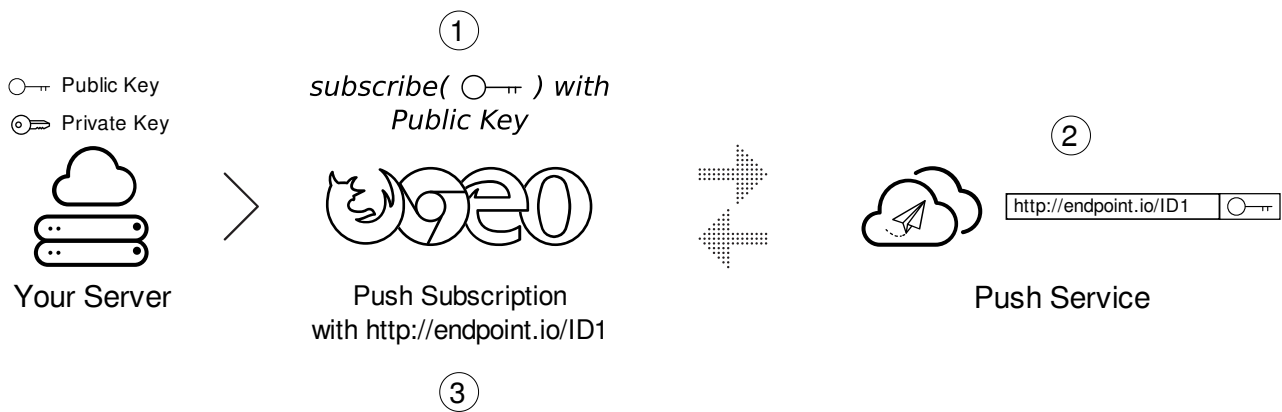 1
subscribe( ) with
Public Key
Public Key
Private Key
Your Server
Push Subscription
with http://endpoint.io/ID1
3
2
http://endpoint.io/ID1
Push Service